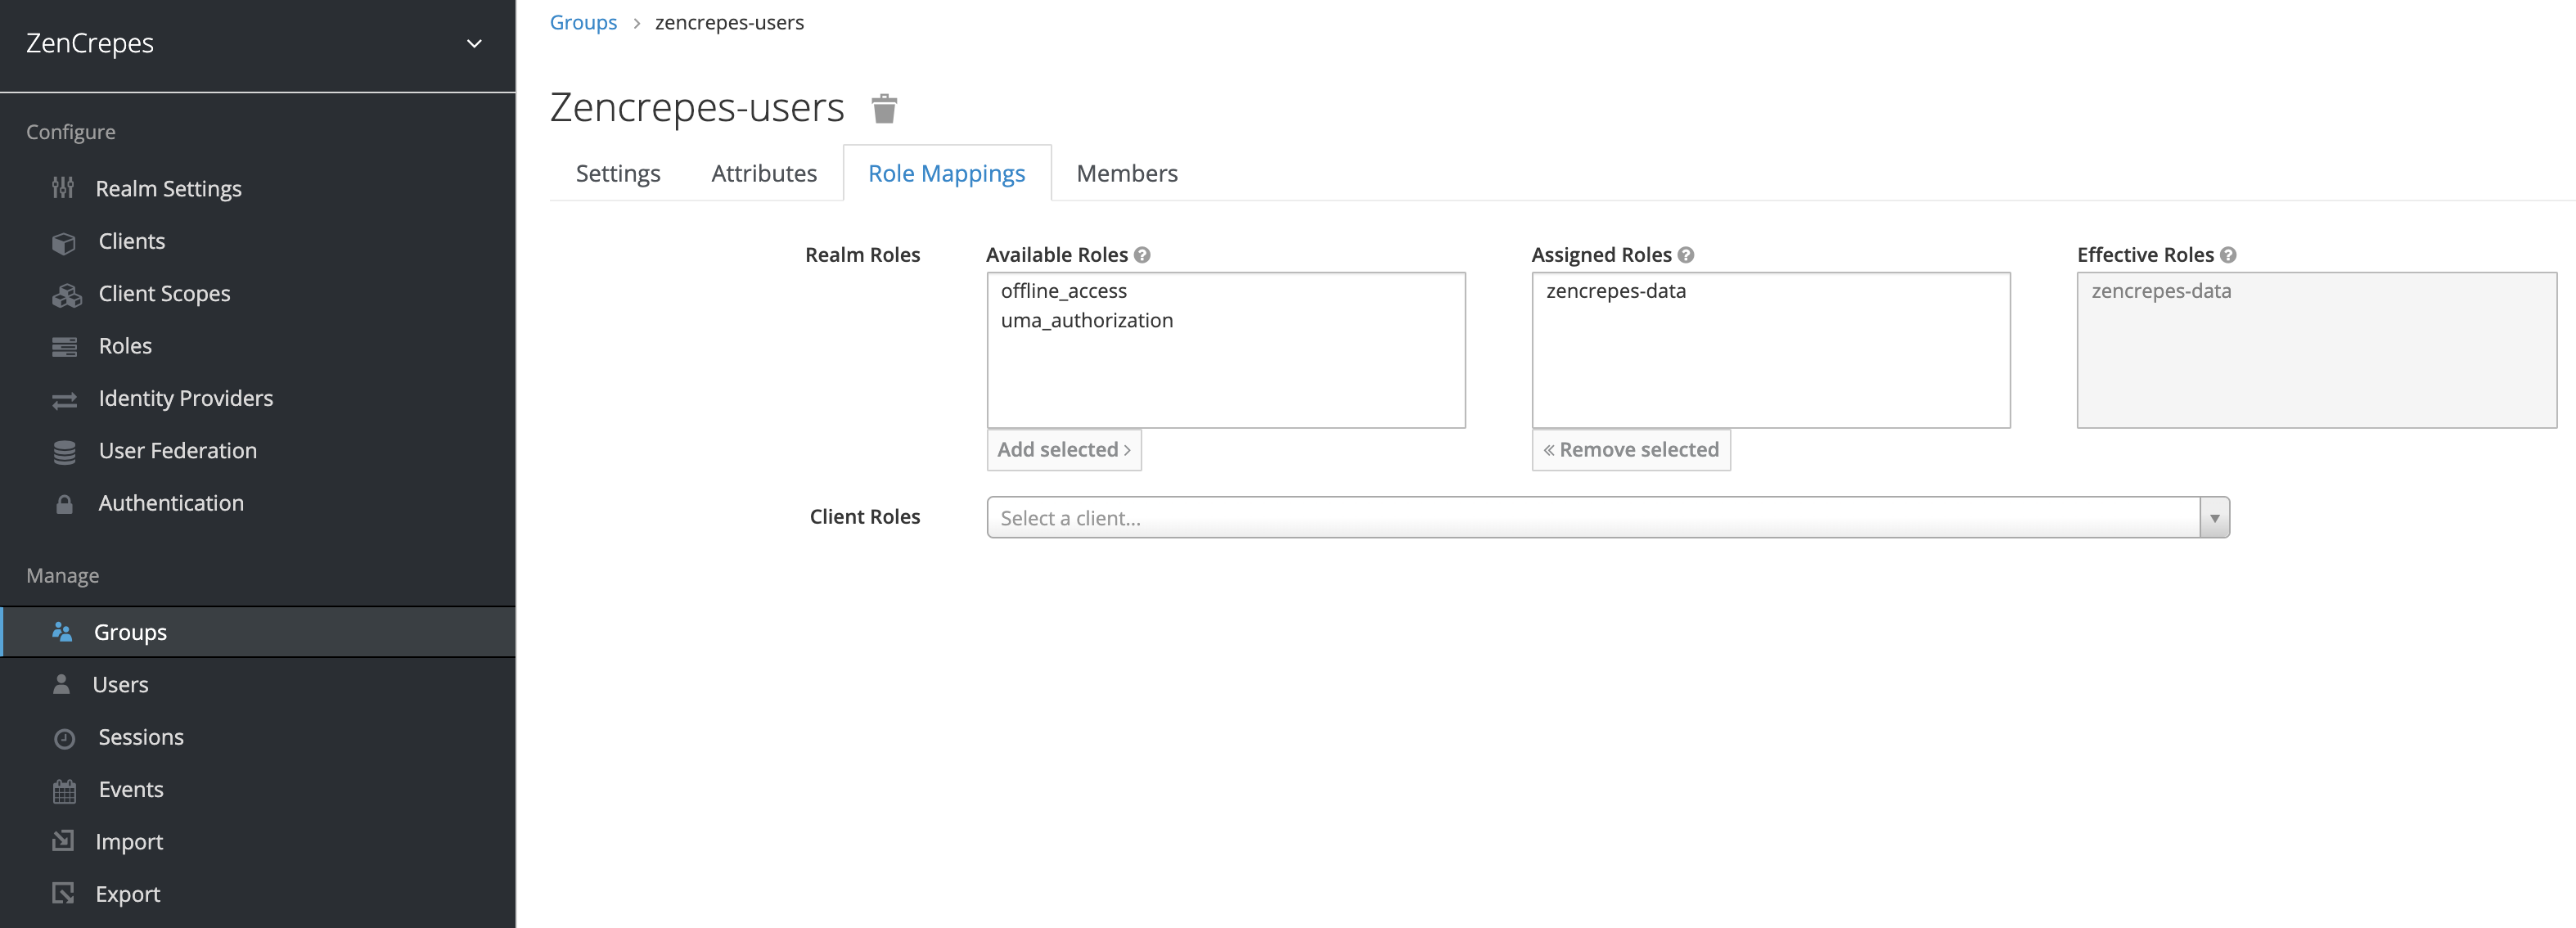 ZenCrepes
Configure
Realm Settings
Clients
Client Scopes
Roles
Identity Providers
User Federation
Authentication
Manage
Groups
Users
Sessions
Events
Import
Export
Groups > zencrepes-users
Zencrepes-users
Settings Attributes Role Mappings Members
Realm Roles
Available Roles ?
offline_access
uma_authorization
Add selected >
Assigned Roles ?
zencrepes-data
« Remove selected
Effective Roles ?
zencrepes-data
Client Roles
Select a client...